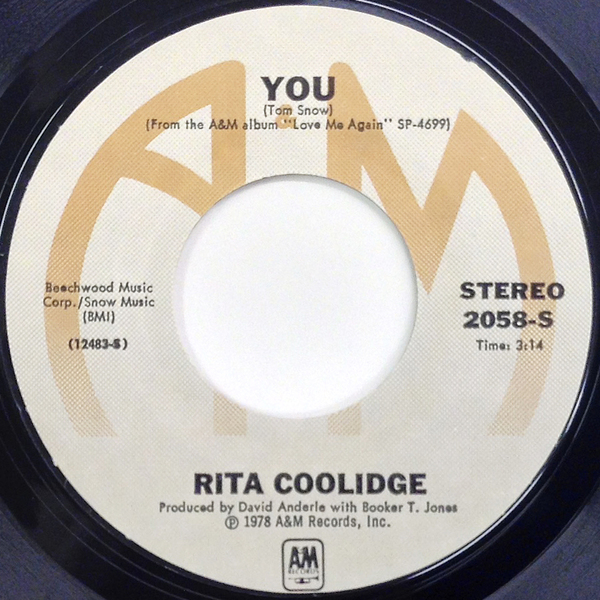 YOU
(Tom Snow)
(From the A&M album "Love Me Again" SP-4699)
Beechwood Music
Corp./Snow Music
(BMI)
(12483-S)
STEREO
2058-S
Time: 3:14
RITA COOLIDGE
Produced by David Anderle with Booker T. Jones
℗ 1978 A&M Records, Inc.
A&M
RECORDS